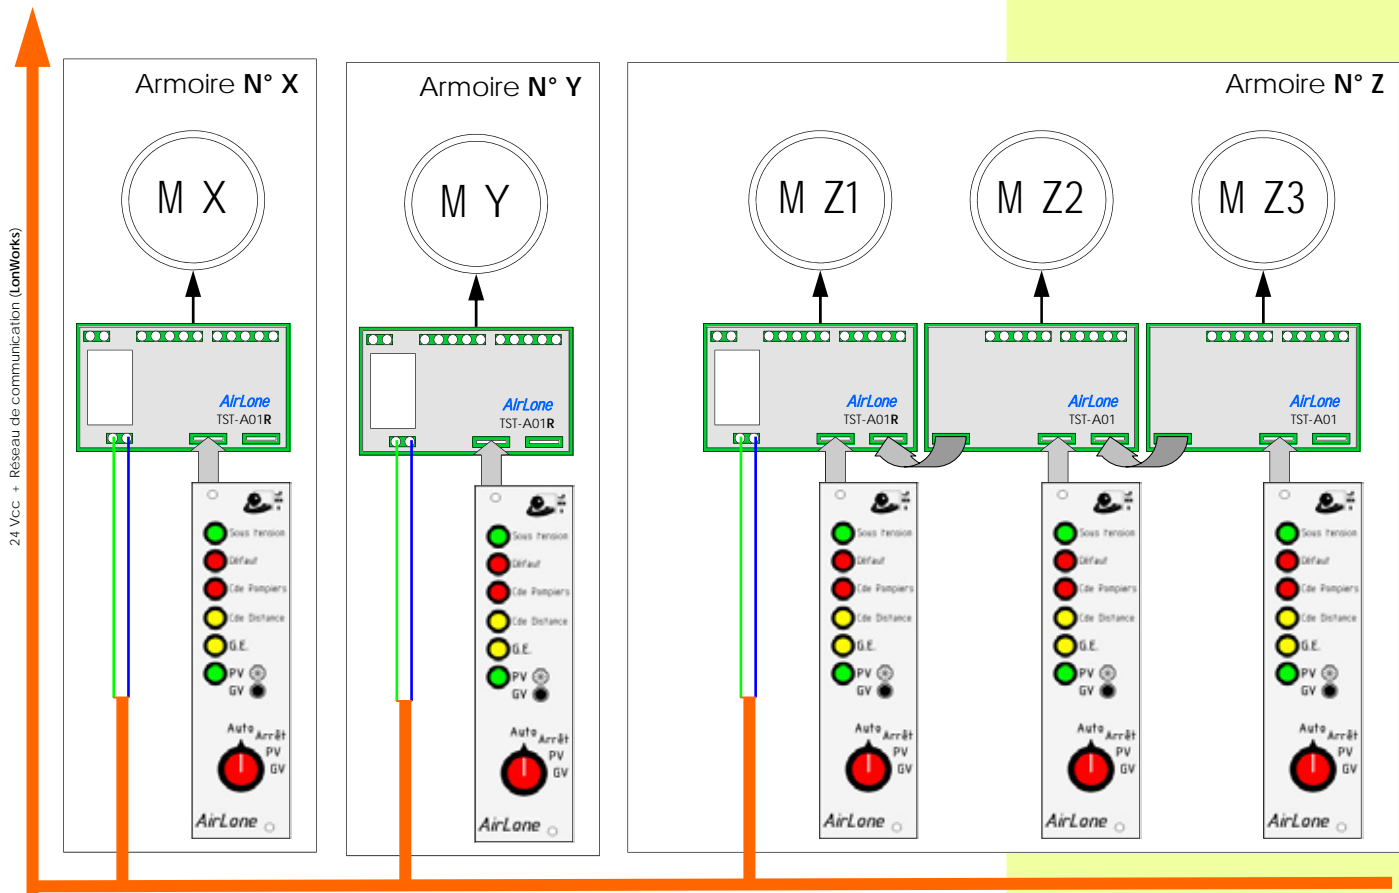 24 Vcc + Réseau de communication (LonWorks)
Armoire N° X
M X
AirLone
TST-A01R
Sous tension
Défaut
Cde Pompiers
Cde Distance
G.E.
PV
GV
Auto
Arrêt
PV
GV
AirLone
Armoire N° Y
M Y
AirLone
TST-A01R
Sous tension
Défaut
Cde Pompiers
Cde Distance
G.E.
PV
GV
Auto
Arrêt
PV
GV
AirLone
Armoire N° Z
M Z1
AirLone
TST-A01R
Sous tension
Défaut
Cde Pompiers
Cde Distance
G.E.
PV
GV
Auto
Arrêt
PV
GV
AirLone
M Z2
AirLone
TST-A01
Sous tension
Défaut
Cde Pompiers
Cde Distance
G.E.
PV
GV
Auto
Arrêt
PV
GV
AirLone
M Z3
AirLone
TST-A01
Sous tension
Défaut
Cde Pompiers
Cde Distance
G.E.
PV
GV
Auto
Arrêt
PV
GV
AirLone